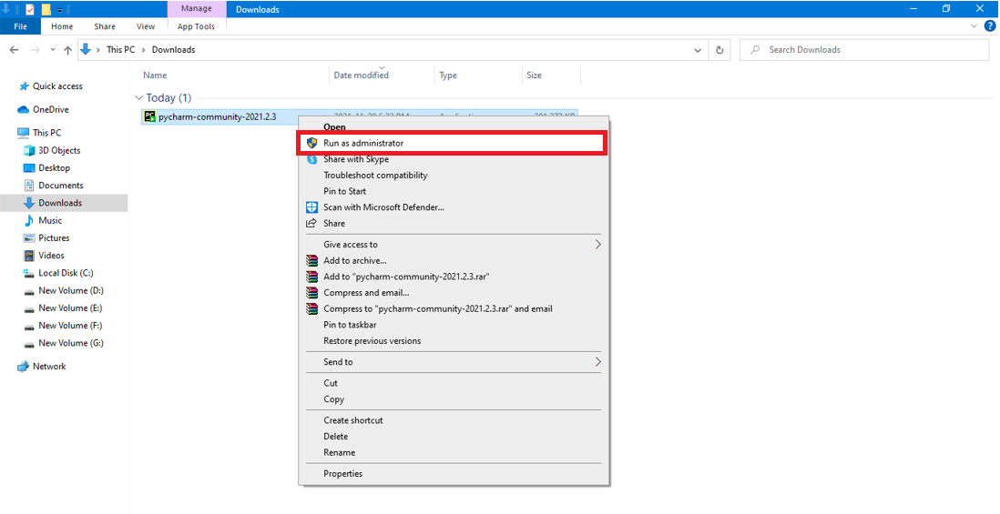 Manage
Downloads
File
Home
Share
View
App Tools
This PC
Downloads
Search Downloads
Name
Date modified
Type
Size
Quick access
OneDrive
This PC
3D Objects
Desktop
Documents
Downloads
Music
Pictures
Videos
Local Disk (C:)
New Volume (D:)
New Volume (E:)
New Volume (F:)
New Volume (G:)
Network
Today (1)
pycharm-community-2021.2.3
Open
Run as administrator
Share with Skype
Troubleshoot compatibility
Pin to Start
Scan with Microsoft Defender...
Share
Give access to
Add to archive...
Add to "pycharm-community-2021.2.3.rar"
Compress and email...
Compress to "pycharm-community-2021.2.3.rar" and email
Pin to taskbar
Restore previous versions
Send to
Cut
Copy
Create shortcut
Delete
Rename
Properties